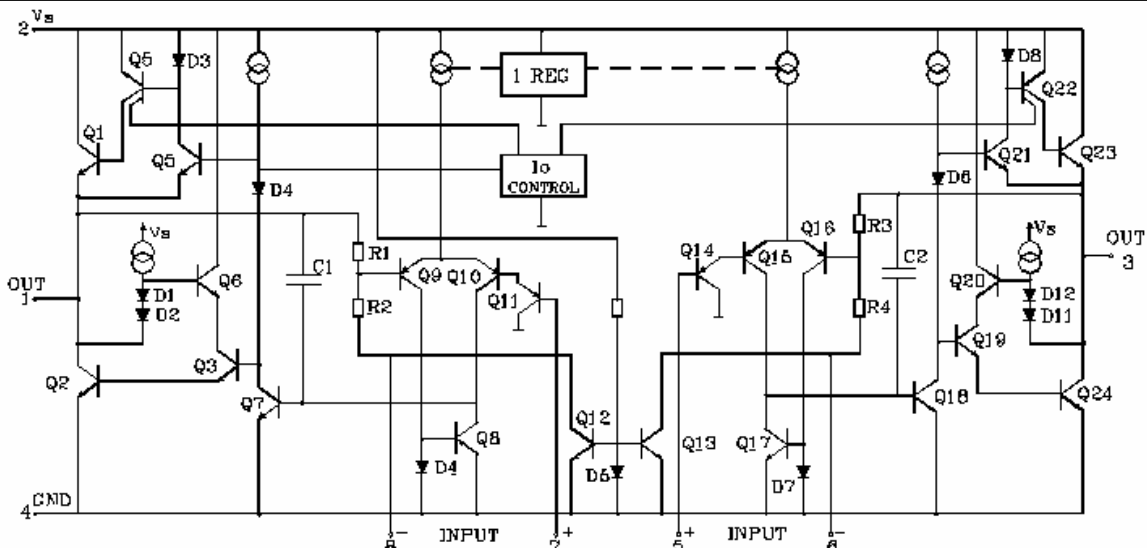 2 Vs
Q5 D3 1 REG D8 Q22
Q1 Q5 D4 Io CONTROL D6 Q21 Q23
Vs R1 Q14 Q15 Q16 R3 C2 Vs
OUT 1 D1 D2 Q6 C1 R2 Q9 Q10 Q11 R4 Q20 D12 D11 OUT 3
Q2 Q3 Q7 Q19 Q18 Q24
Q8 D4 Q12 D5 Q13 Q17 D7
4 GND
8 - INPUT 7 + 5 + INPUT 6 -